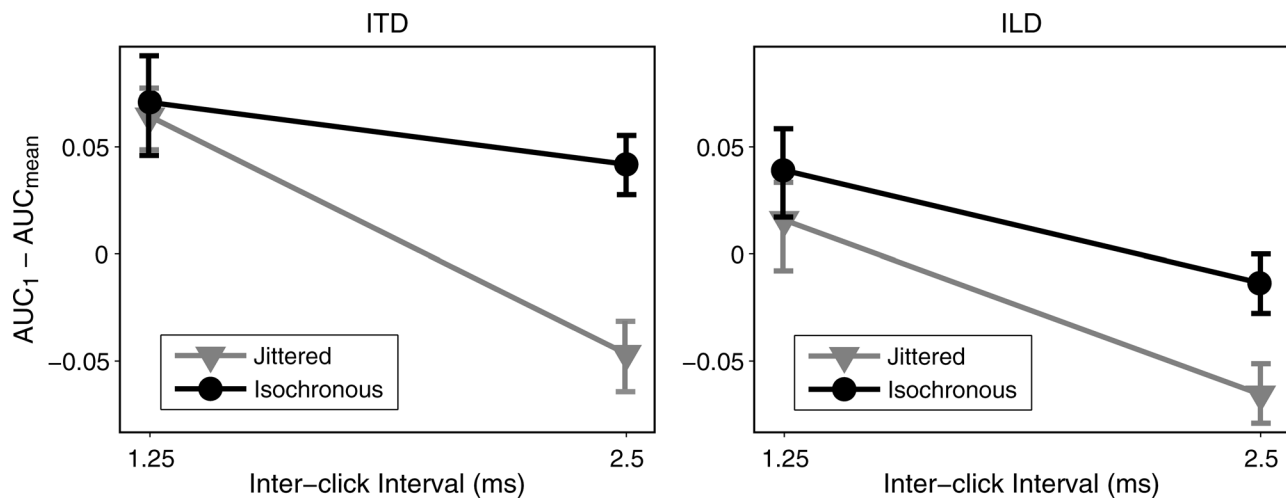 ITD
AUC1 − AUCmean
0.05
0
−0.05
Jittered
Isochronous
1.25
2.5
Inter−click Interval (ms)
ILD
0.05
0
−0.05
Jittered
Isochronous
1.25
2.5
Inter−click Interval (ms)